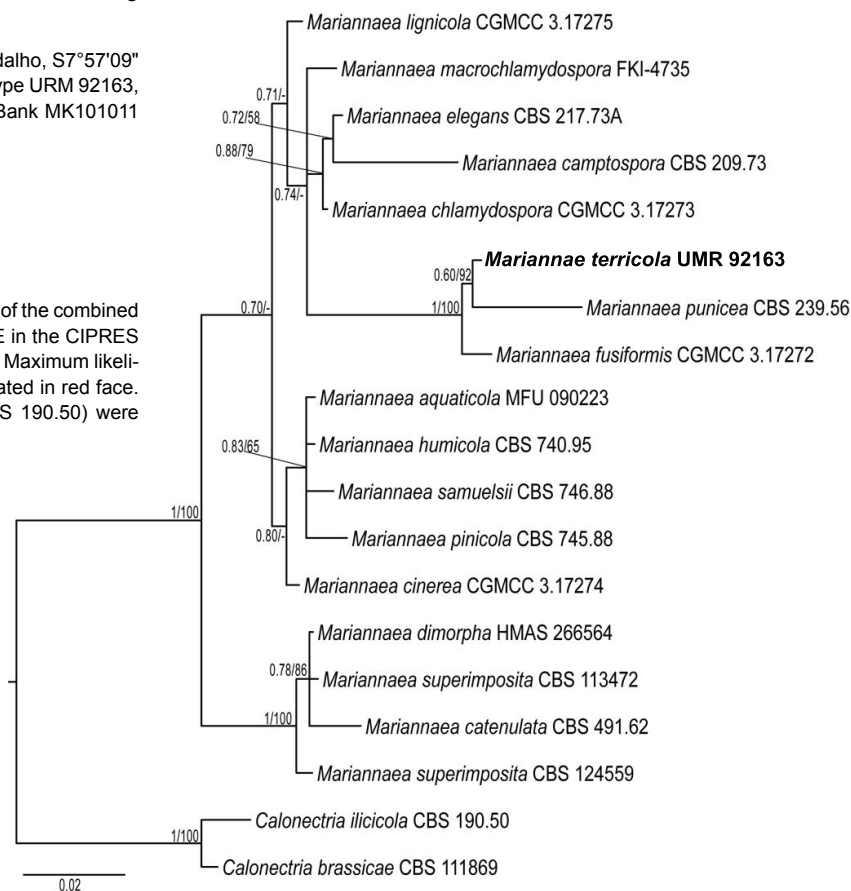 dalho, S7°57'09"
ype URM 92163,
Bank MK101011
of the combined
E in the CIPRES
Maximum likeli-
ated in red face.
S 190.50) were
Mariannaea lignicola CGMCC 3.17275
Mariannaea macrochlamydospora FKI-4735
0.71/-
0.72/58
Mariannaea elegans CBS 217.73A
0.88/79
Mariannaea camptospora CBS 209.73
0.74/-
Mariannaea chlamydospora CGMCC 3.17273
Mariannae terricola UMR 92163
0.60/92
0.70/-
1/100
Mariannaea punicea CBS 239.56
Mariannaea fusiformis CGMCC 3.17272
Mariannaea aquaticola MFU 090223
0.83/65
Mariannaea humicola CBS 740.95
Mariannaea samuelsii CBS 746.88
1/100
0.80/-
Mariannaea pinicola CBS 745.88
Mariannaea cinerea CGMCC 3.17274
Mariannaea dimorpha HMAS 266564
0.78/86
Mariannaea superimposita CBS 113472
1/100
Mariannaea catenulata CBS 491.62
Mariannaea superimposita CBS 124559
Calonectria ilicicola CBS 190.50
1/100
Calonectria brassicae CBS 111869
0.02